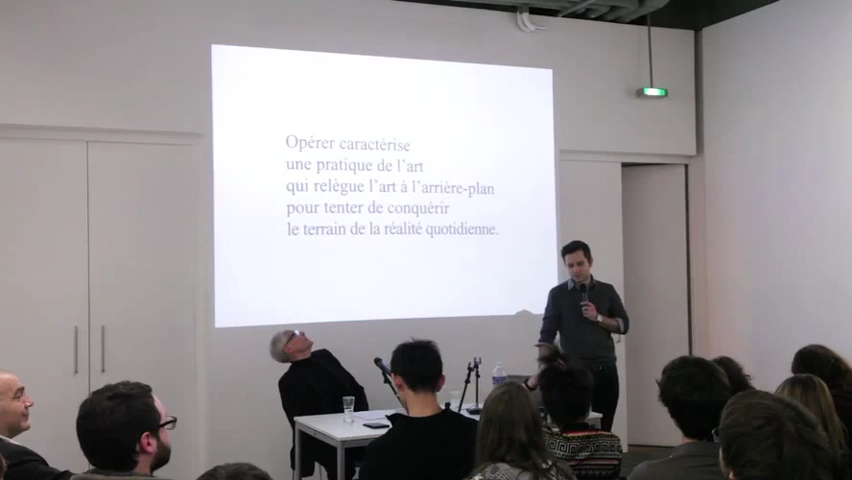 Opérer caractérise
une pratique de l'art
qui relègue l'art à l'arrière-plan
pour tenter de conquérir
le terrain de la réalité quotidienne.